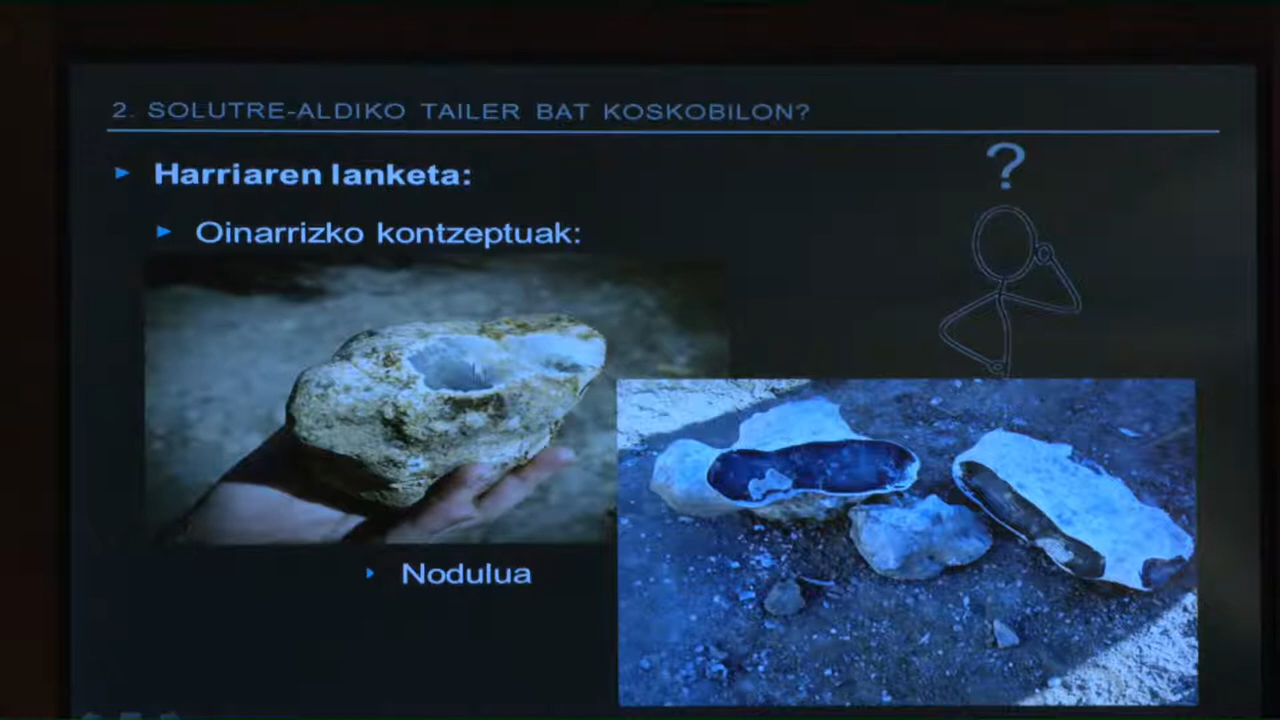 2. SOLUTRE-ALDIKO TAILER BAT KOSKOBILON?
Harriaren lanketa:
?
Oinarrizko kontzeptuak:
Nodulua